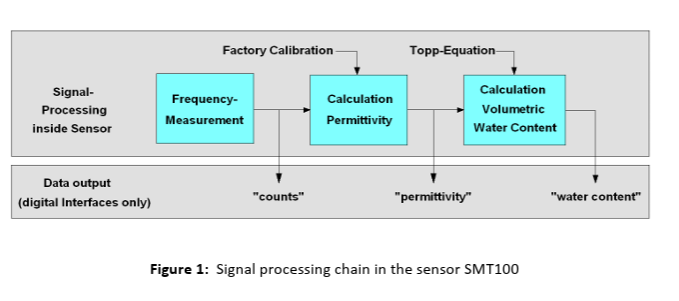 Factory Calibration
Topp-Equation
Signal-
Processing
inside Sensor
Frequency-
Measurement
Calculation
Permittivity
Calculation
Volumetric
Water Content
Data output
(digital Interfaces only)
"counts"
"permittivity"
"water content"
Figure 1: Signal processing chain in the sensor SMT100